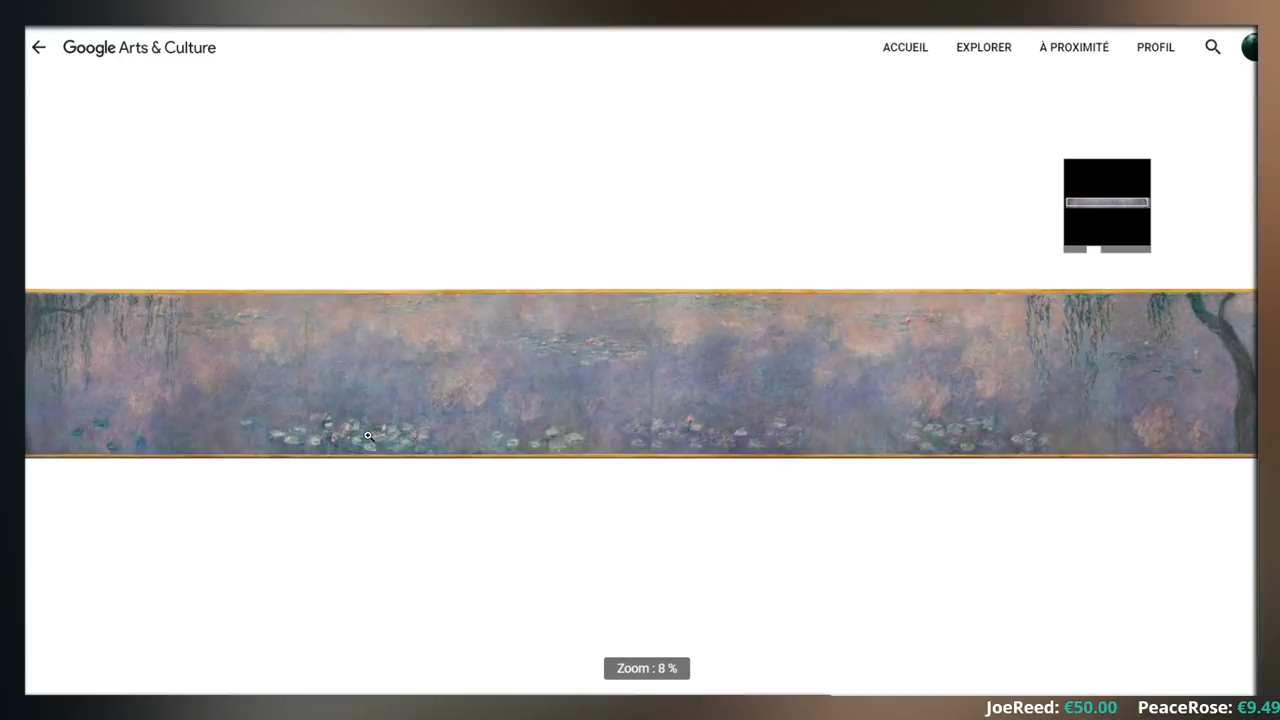 Google Arts & Culture
ACCUEIL EXPLORER À PROXIMITÉ PROFIL
Zoom : 8 %
JoeReed: €50.00 PeaceRose: €9.49